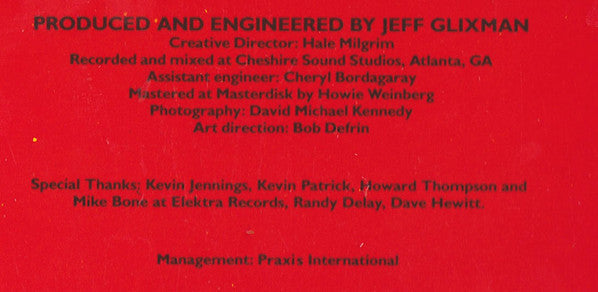 PRODUCED AND ENGINEERED BY JEFF GLIXMAN
Creative Director: Hale Milgrim
Recorded and mixed at Cheshire Sound Studios, Atlanta, GA
Assistant engineer: Cheryl Bordagaray
Mastered at Masterdisk by Howie Weinberg
Photography: David Michael Kennedy
Art direction: Bob Defrin
Special Thanks: Kevin Jennings, Kevin Patrick, Howard Thompson and
Mike Bone at Elektra Records, Randy Delay, Dave Hewitt.
Management: Praxis International